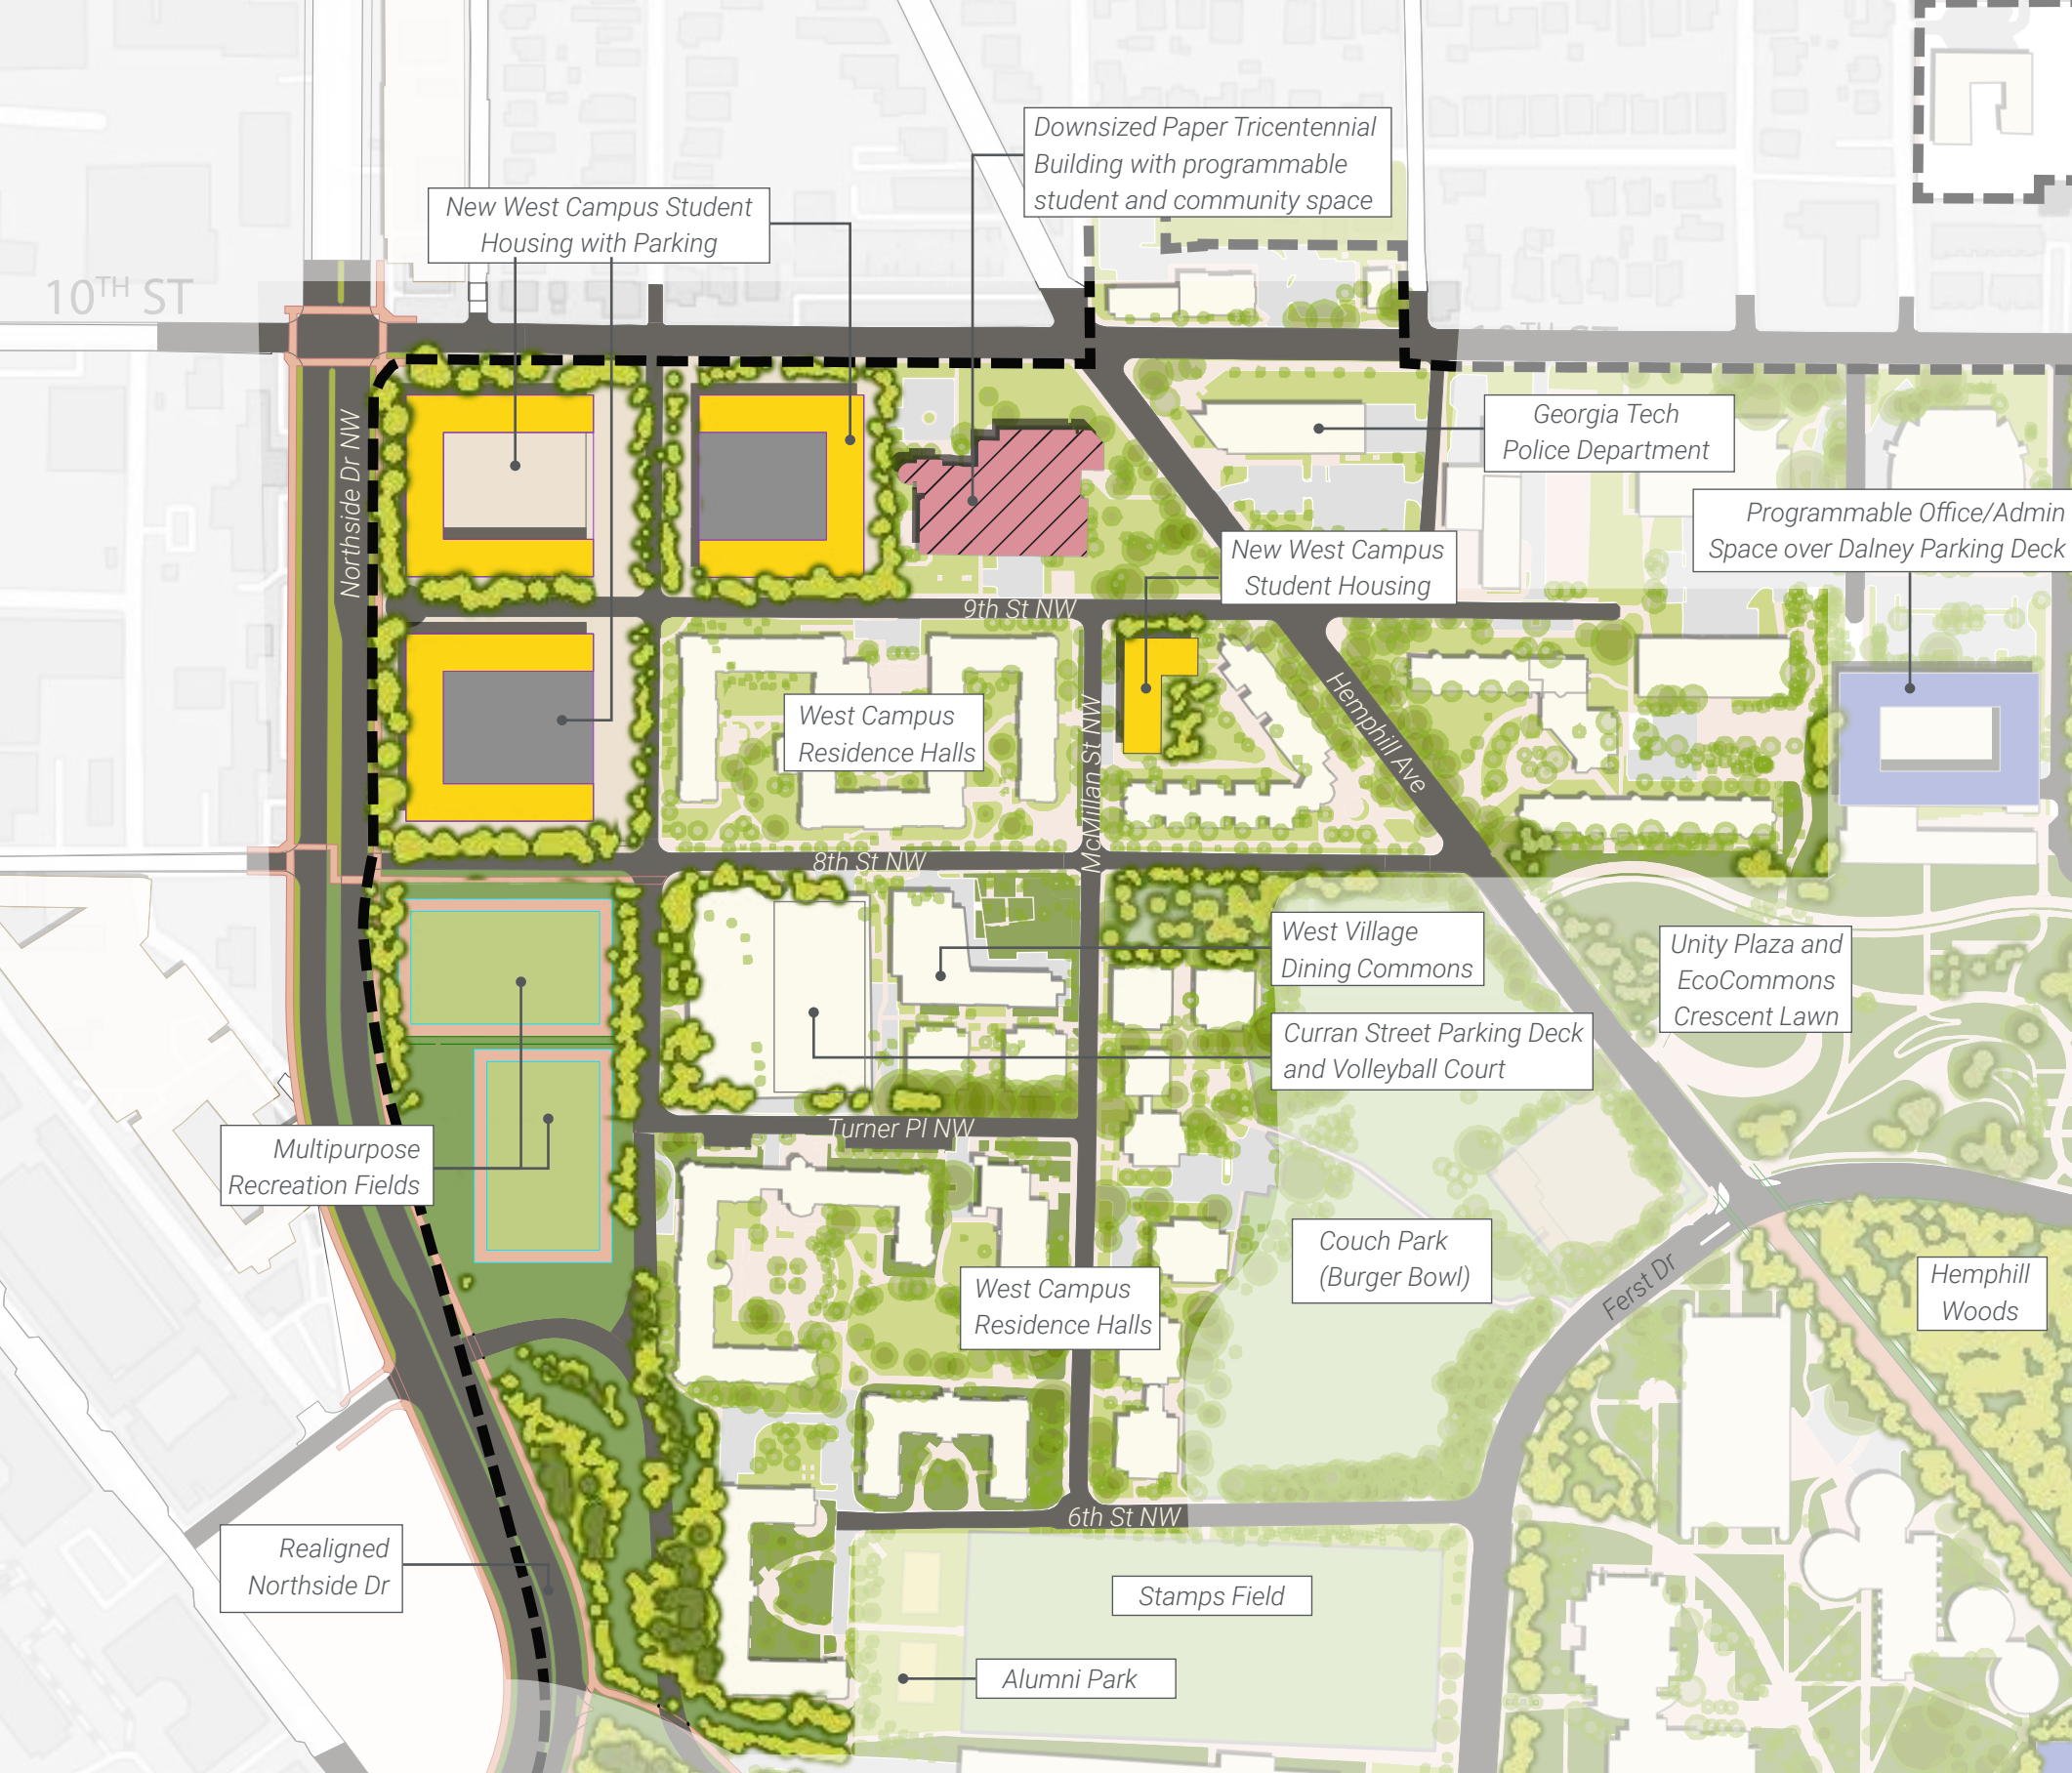 Downsized Paper Tricentennial
Building with programmable
student and community space
New West Campus Student
Housing with Parking
10TH ST
10TH ST
Georgia Tech
Police Department
Northside Dr NW
Programmable Office/Admin
Space over Dalney Parking Deck
New West Campus
Student Housing
9th St NW
West Campus
Residence Halls
McMillan St NW
Hemphill Ave
8th St NW
West Village
Dining Commons
Unity Plaza and
EcoCommons
Crescent Lawn
Curran Street Parking Deck
and Volleyball Court
Turner Pl NW
Multipurpose
Recreation Fields
Couch Park
(Burger Bowl)
Ferst Dr
Hemphill
Woods
West Campus
Residence Halls
6th St NW
Realigned
Northside Dr
Stamps Field
Alumni Park